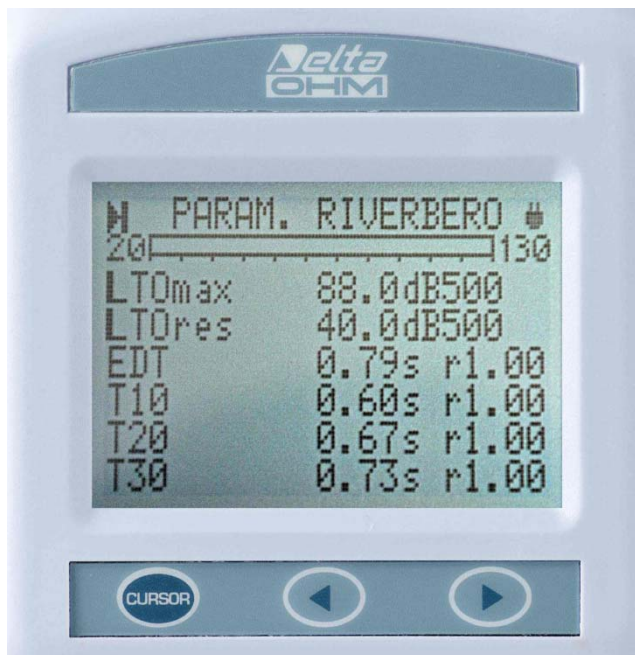 Delta
OHM
PARAM. RIVERBERO
20 130
LTOmax 88.0dB500
LTOres 40.0dB500
EDT 0.79s r1.00
T10 0.60s r1.00
T20 0.67s r1.00
T30 0.73s r1.00
CURSOR